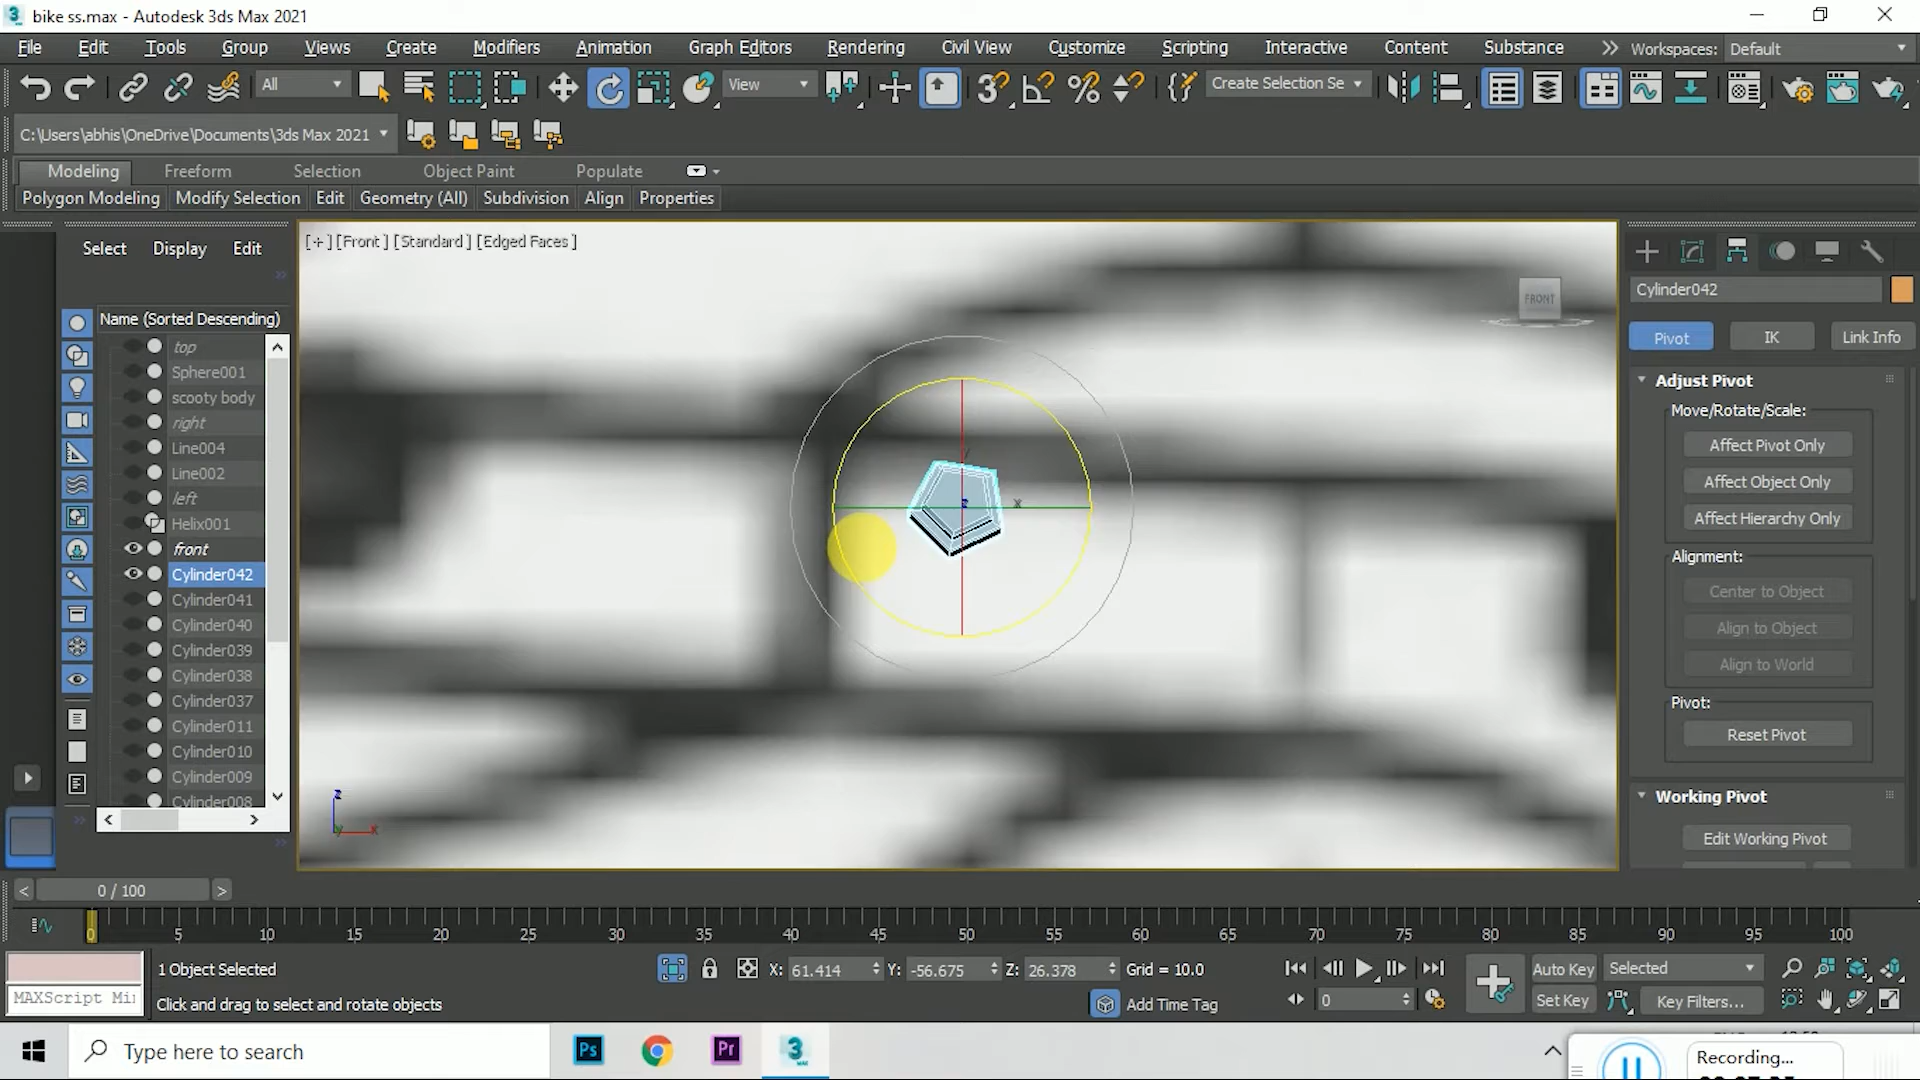 bike ss.max - Autodesk 3ds Max 2021
File Edit Tools Group Views Create Modifiers Animation Graph Editors Rendering Civil View Customize Scripting Interactive Content Substance Workspaces: Default
All View Create Selection Se
C:\Users\abhis\OneDrive\Documents\3ds Max 2021
Modeling Freeform Selection Object Paint Populate
Polygon Modeling Modify Selection Edit Geometry (All) Subdivision Align Properties
Select Display Edit
Name (Sorted Descending)
top
Sphere001
scooty body
right
Line004
Line002
left
Helix001
front
Cylinder042
Cylinder041
Cylinder040
Cylinder039
Cylinder038
Cylinder037
Cylinder011
Cylinder010
Cylinder009
Cylinder008
[+] [Front] [Standard] [Edged Faces]
FRONT
y
z x
z
y x
Cylinder042
Pivot IK Link Info
Adjust Pivot
Move/Rotate/Scale:
Affect Pivot Only
Affect Object Only
Affect Hierarchy Only
Alignment:
Center to Object
Align to Object
Align to World
Pivot:
Reset Pivot
Working Pivot
Edit Working Pivot
< 0 / 100 >
0 5 10 15 20 25 30 35 40 45 50 55 60 65 70 75 80 85 90 95 100
MAXScript Mi
1 Object Selected
Click and drag to select and rotate objects
X: 61.414 Y: -56.675 Z: 26.378 Grid = 10.0
Add Time Tag
0
Auto Key Selected
Set Key Key Filters...
Type here to search
Ps Pr 3
MAX
Recording...